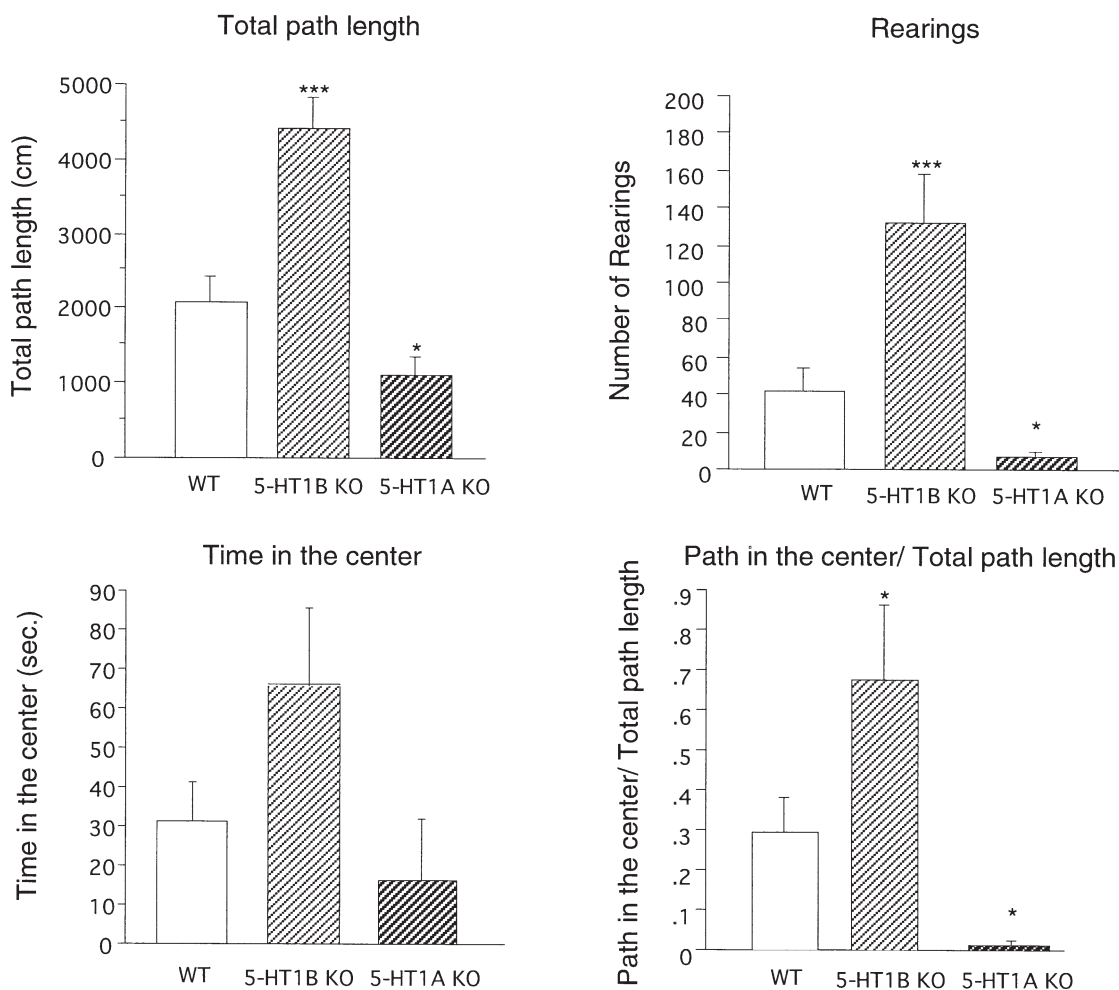 Total path length
Total path length (cm)
5000
4000
3000
2000
1000
0
***
*
WT
5-HT1B KO
5-HT1A KO
Rearings
Number of Rearings
200
180
160
140
120
100
80
60
40
20
0
***
*
WT
5-HT1B KO
5-HT1A KO
Time in the center
Time in the center (sec.)
90
80
70
60
50
40
30
20
10
0
WT
5-HT1B KO
5-HT1A KO
Path in the center/ Total path length
Path in the center/ Total path length
.9
.8
.7
.6
.5
.4
.3
.2
.1
0
*
*
WT
5-HT1B KO
5-HT1A KO